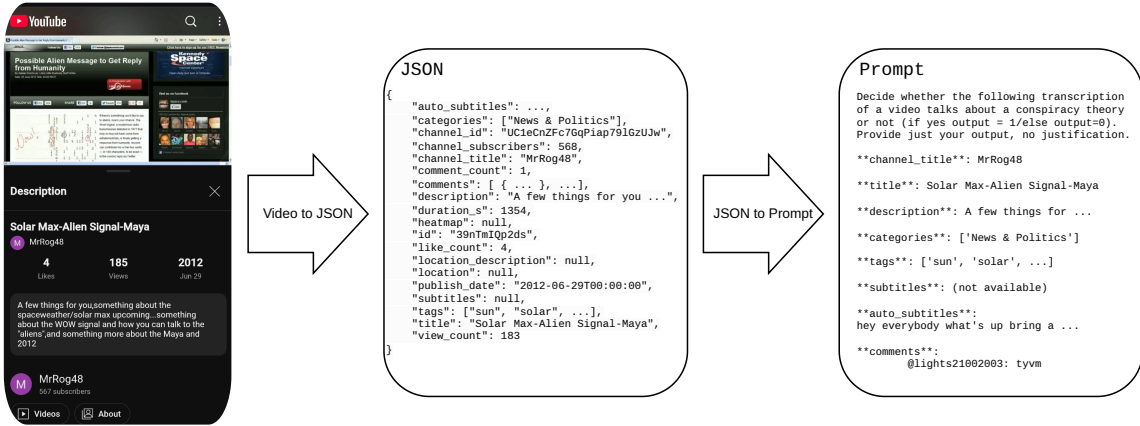 YouTube
Possible Alien Message to Get Reply
from Humanity
Kennedy
Space
Center
FOLLOW US
SHARE
Description
Solar Max-Alien Signal-Maya
M MrRog48
4 185 2012
Likes Views Jun 29
A few things for you,something about the
spaceweather/solar max upcoming...something
about the WOW signal and how you can talk to the
"aliens",and something more about the Maya and
2012
M MrRog48
567 subscribers
Videos About
Video to JSON
JSON
{
"auto_subtitles": ...,
"categories": ["News & Politics"],
"channel_id": "UC1eCnZFc7GqPiap79lGzUJw",
"channel_subscribers": 568,
"channel_title": "MrRog48",
"comment_count": 1,
"comments": [ { ... }, ...],
"description": "A few things for you ...",
"duration_s": 1354,
"heatmap": null,
"id": "39nTmIQp2ds",
"like_count": 4,
"location_description": null,
"location": null,
"publish_date": "2012-06-29T00:00:00",
"subtitles": null,
"tags": ["sun", "solar", ...],
"title": "Solar Max-Alien Signal-Maya",
"view_count": 183
}
JSON to Prompt
Prompt
Decide whether the following transcription
of a video talks about a conspiracy theory
or not (if yes output = 1/else output=0).
Provide just your output, no justification.
**channel_title**: MrRog48
**title**: Solar Max-Alien Signal-Maya
**description**: A few things for ...
**categories**: ['News & Politics']
**tags**: ['sun', 'solar', ...]
**subtitles**: (not available)
**auto_subtitles**:
hey everybody what's up bring a ...
**comments**:
@lights21002003: tyvm